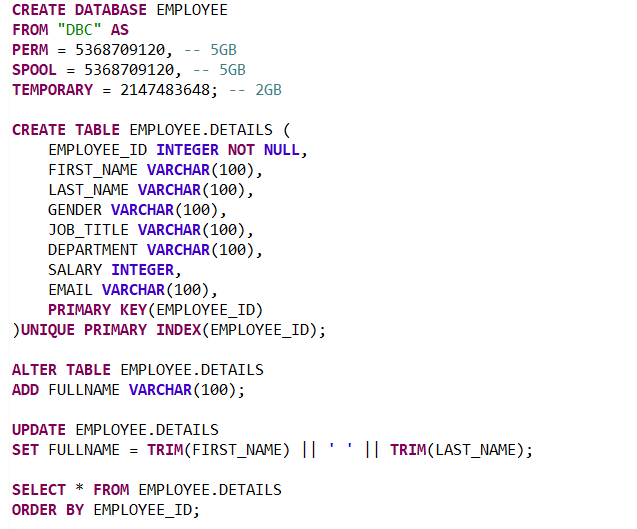 CREATE DATABASE EMPLOYEE
FROM "DBC" AS
PERM = 5368709120, -- 5GB
SPOOL = 5368709120, -- 5GB
TEMPORARY = 2147483648; -- 2GB

CREATE TABLE EMPLOYEE.DETAILS (
    EMPLOYEE_ID INTEGER NOT NULL,
    FIRST_NAME VARCHAR(100),
    LAST_NAME VARCHAR(100),
    GENDER VARCHAR(100),
    JOB_TITLE VARCHAR(100),
    DEPARTMENT VARCHAR(100),
    SALARY INTEGER,
    EMAIL VARCHAR(100),
    PRIMARY KEY(EMPLOYEE_ID)
)UNIQUE PRIMARY INDEX(EMPLOYEE_ID);

ALTER TABLE EMPLOYEE.DETAILS
ADD FULLNAME VARCHAR(100);

UPDATE EMPLOYEE.DETAILS
SET FULLNAME = TRIM(FIRST_NAME) || ' ' || TRIM(LAST_NAME);

SELECT * FROM EMPLOYEE.DETAILS
ORDER BY EMPLOYEE_ID;